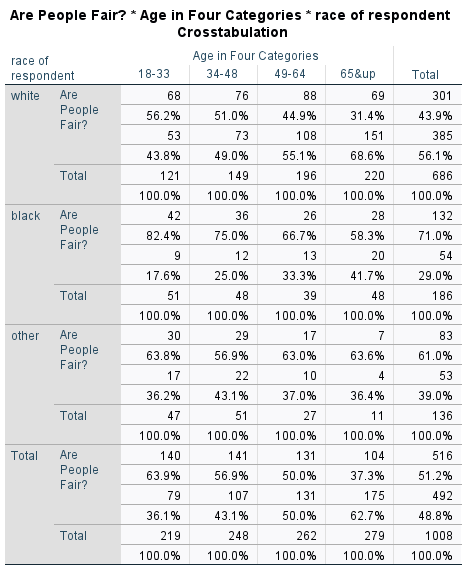 Are People Fair? * Age in Four Categories * race of respondent
Crosstabulation
race of respondent Age in Four Categories
18-33 34-48 49-64 65&up Total
white Are People Fair? 68 76 88 69 301
56.2% 51.0% 44.9% 31.4% 43.9%
53 73 108 151 385
43.8% 49.0% 55.1% 68.6% 56.1%
Total 121 149 196 220 686
100.0% 100.0% 100.0% 100.0% 100.0%
black Are People Fair? 42 36 26 28 132
82.4% 75.0% 66.7% 58.3% 71.0%
9 12 13 20 54
17.6% 25.0% 33.3% 41.7% 29.0%
Total 51 48 39 48 186
100.0% 100.0% 100.0% 100.0% 100.0%
other Are People Fair? 30 29 17 7 83
63.8% 56.9% 63.0% 63.6% 61.0%
17 22 10 4 53
36.2% 43.1% 37.0% 36.4% 39.0%
Total 47 51 27 11 136
100.0% 100.0% 100.0% 100.0% 100.0%
Total Are People Fair? 140 141 131 104 516
63.9% 56.9% 50.0% 37.3% 51.2%
79 107 131 175 492
36.1% 43.1% 50.0% 62.7% 48.8%
Total 219 248 262 279 1008
100.0% 100.0% 100.0% 100.0% 100.0%